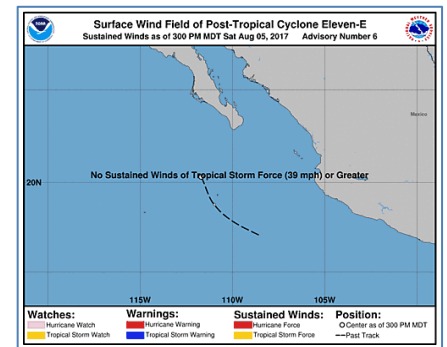 Surface Wind Field of Post-Tropical Cyclone Eleven-E
Sustained Winds as of 300 PM MDT Sat Aug 05, 2017 Advisory Number 6
NOAA
Mexico
No Sustained Winds of Tropical Storm Force (39 mph) or Greater
20N
115W 110W 105W
Watches: Warnings: Sustained Winds: Position:
Hurricane Watch Hurricane Warning Hurricane Force Center as of 300 PM MDT
Tropical Storm Watch Tropical Storm Warning Tropical Storm Force Past Track